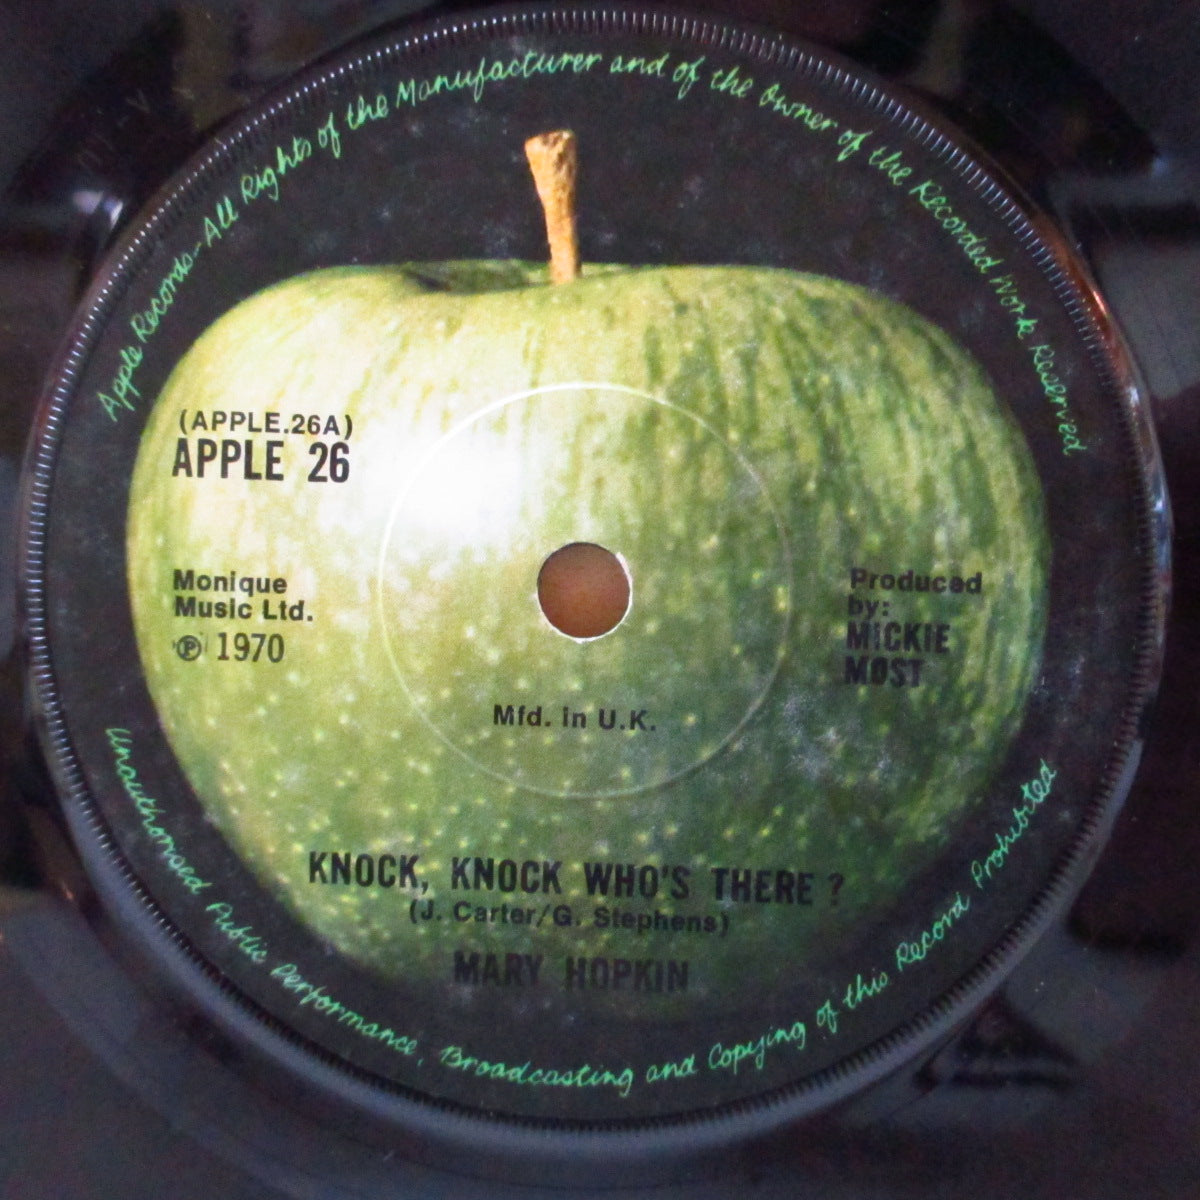 Apple Records-All Rights of the Manufacturer and of the Owner of the Recorded Work Reserved
(APPLE.26A)
APPLE 26
Monique
Music Ltd.
℗ 1970
Produced
by:
MICKIE
MOST
Mfd. in U.K.
KNOCK, KNOCK WHO'S THERE ?
(J. Carter/G. Stephens)
MARY HOPKIN
Unauthorised Public Performance, Broadcasting and Copying of this Record Prohibited